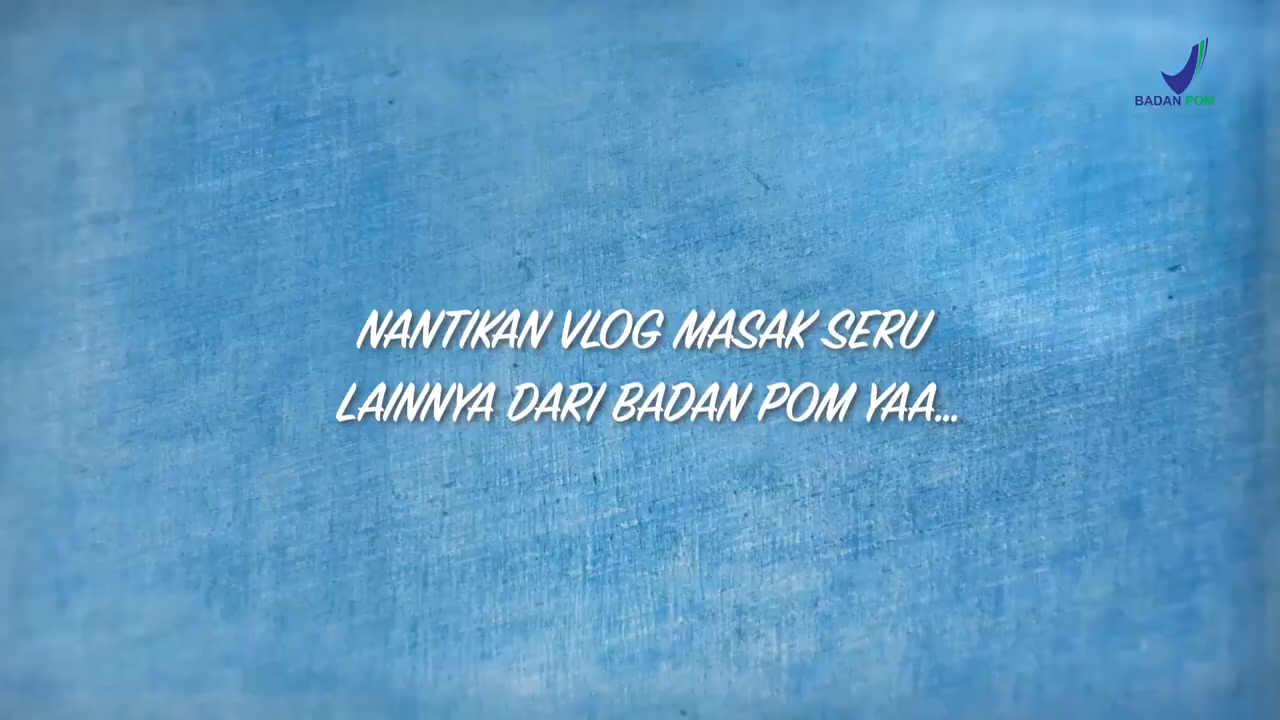 BADAN POM
NANTIKAN VLOG MASAK SERU
LAINNYA DARI BADAN POM YAA...